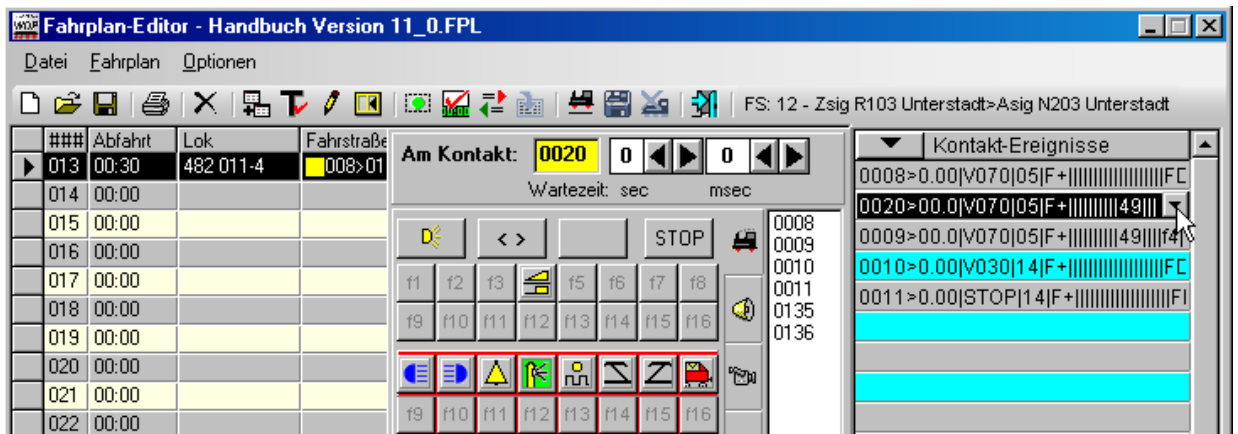 WDP Fahrplan-Editor - Handbuch Version 11_0.FPL
Datei Fahrplan Optionen
FS: 12 - Zsig R103 Unterstadt>Asig N203 Unterstadt
### Abfahrt Lok Fahrstraße
013 00:30 482 011-4 008>01
014 00:00
015 00:00
016 00:00
017 00:00
018 00:00
019 00:00
020 00:00
021 00:00
022 00:00
Am Kontakt: 0020 0 0
Wartezeit: sec msec
D < > STOP
f1 f2 f3 f5 f6 f7 f8
f9 f10 f11 f12 f13 f14 f15 f16
f9 f10 f11 f12 f13 f14 f15 f16
0008
0009
0010
0011
0135
0136
Kontakt-Ereignisse
0008>0.00|V070|05|F+||||||||||||||||||FD
0020>00.0|V070|05|F+||||||||||49|||
0009>00.0|V070|05|F+||||||||||49|||f4
0010>0.00|V030|14|F+||||||||||||||||||FD
0011>0.00|STOP|14|F+||||||||||||||||||F